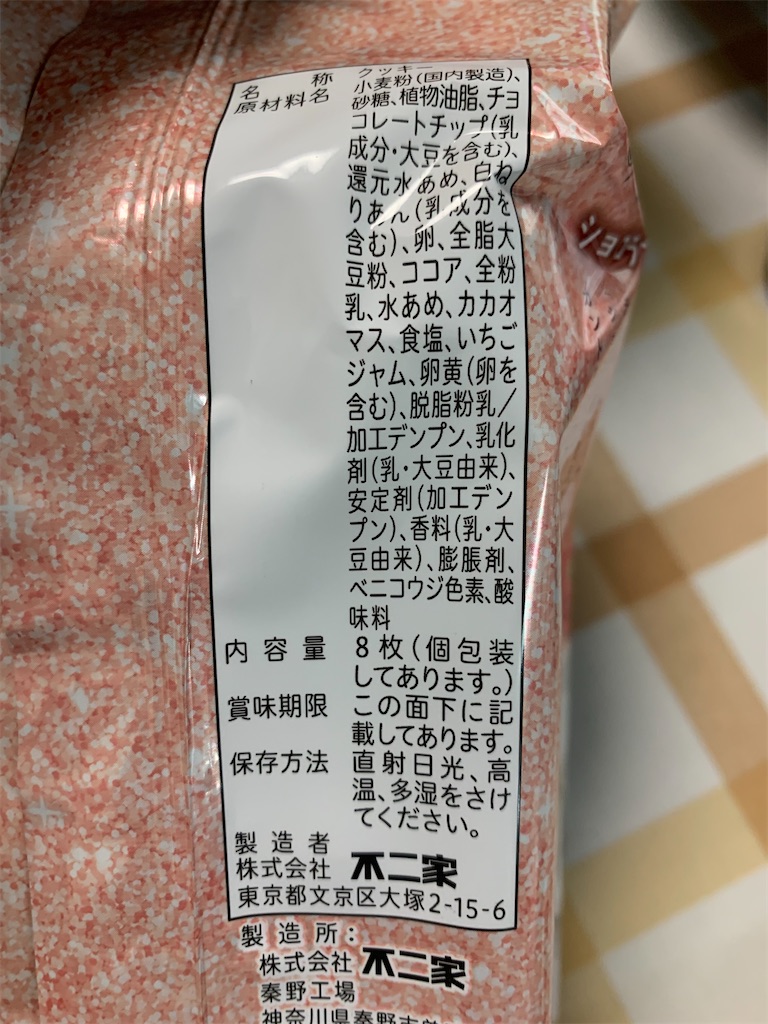 名称 クッキー
原材料名 小麦粉(国内製造)、
砂糖、植物油脂、チョ
コレートチップ(乳
成分・大豆を含む)、
還元水あめ、白ね
りあん(乳成分を
含む)、卵、全脂大
豆粉、ココア、全粉
乳、水あめ、カカオ
マス、食塩、いちご
ジャム、卵黄(卵を
含む)、脱脂粉乳/
加工デンプン、乳化
剤(乳・大豆由来)、
安定剤(加工デン
プン)、香料(乳・大
豆由来)、膨脹剤、
ベニコウジ色素、酸
味料
内容量 8枚(個包装
してあります。)
賞味期限 この面下に記
載してあります。
保存方法 直射日光、高
温、多湿をさけ
てください。
製造者
株式会社 不二家
東京都文京区大塚2-15-6
製造所:
株式会社 不二家
秦野工場
神奈川県秦野市
ショウ